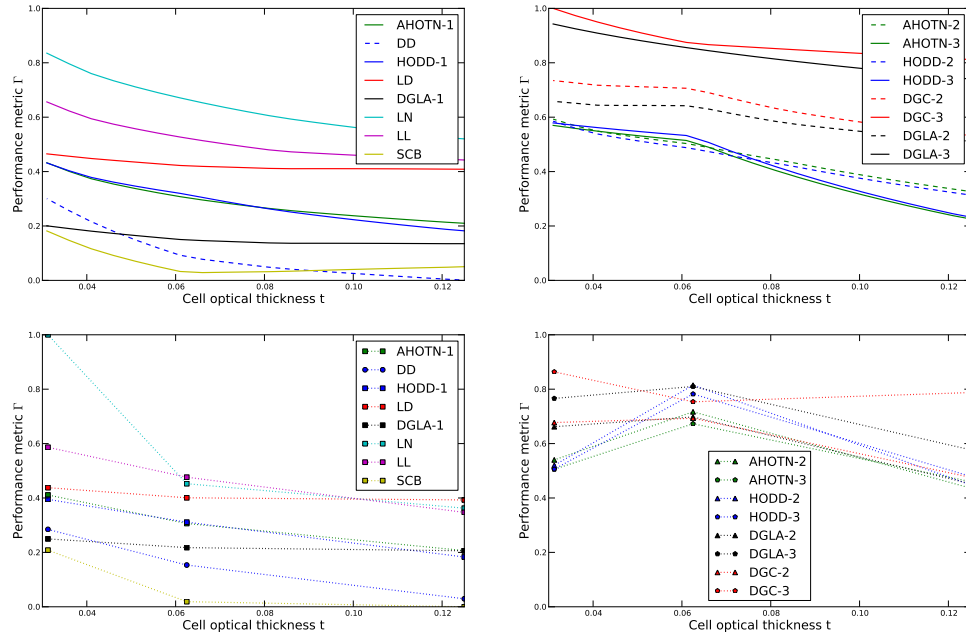 1.0
0.8
0.6
0.4
0.2
0.0
Performance metric Γ
0.04
0.06
0.08
0.10
0.12
Cell optical thickness t
AHOTN-1
DD
HODD-1
LD
DGLA-1
LN
LL
SCB
1.0
0.8
0.6
0.4
0.2
0.0
Performance metric Γ
0.04
0.06
0.08
0.10
0.12
Cell optical thickness t
AHOTN-2
AHOTN-3
HODD-2
HODD-3
DGC-2
DGC-3
DGLA-2
DGLA-3
1.0
0.8
0.6
0.4
0.2
0.0
Performance metric Γ
0.04
0.06
0.08
0.10
0.12
Cell optical thickness t
AHOTN-1
DD
HODD-1
LD
DGLA-1
LN
LL
SCB
1.0
0.8
0.6
0.4
0.2
0.0
Performance metric Γ
0.04
0.06
0.08
0.10
0.12
Cell optical thickness t
AHOTN-2
AHOTN-3
HODD-2
HODD-3
DGLA-2
DGLA-3
DGC-2
DGC-3